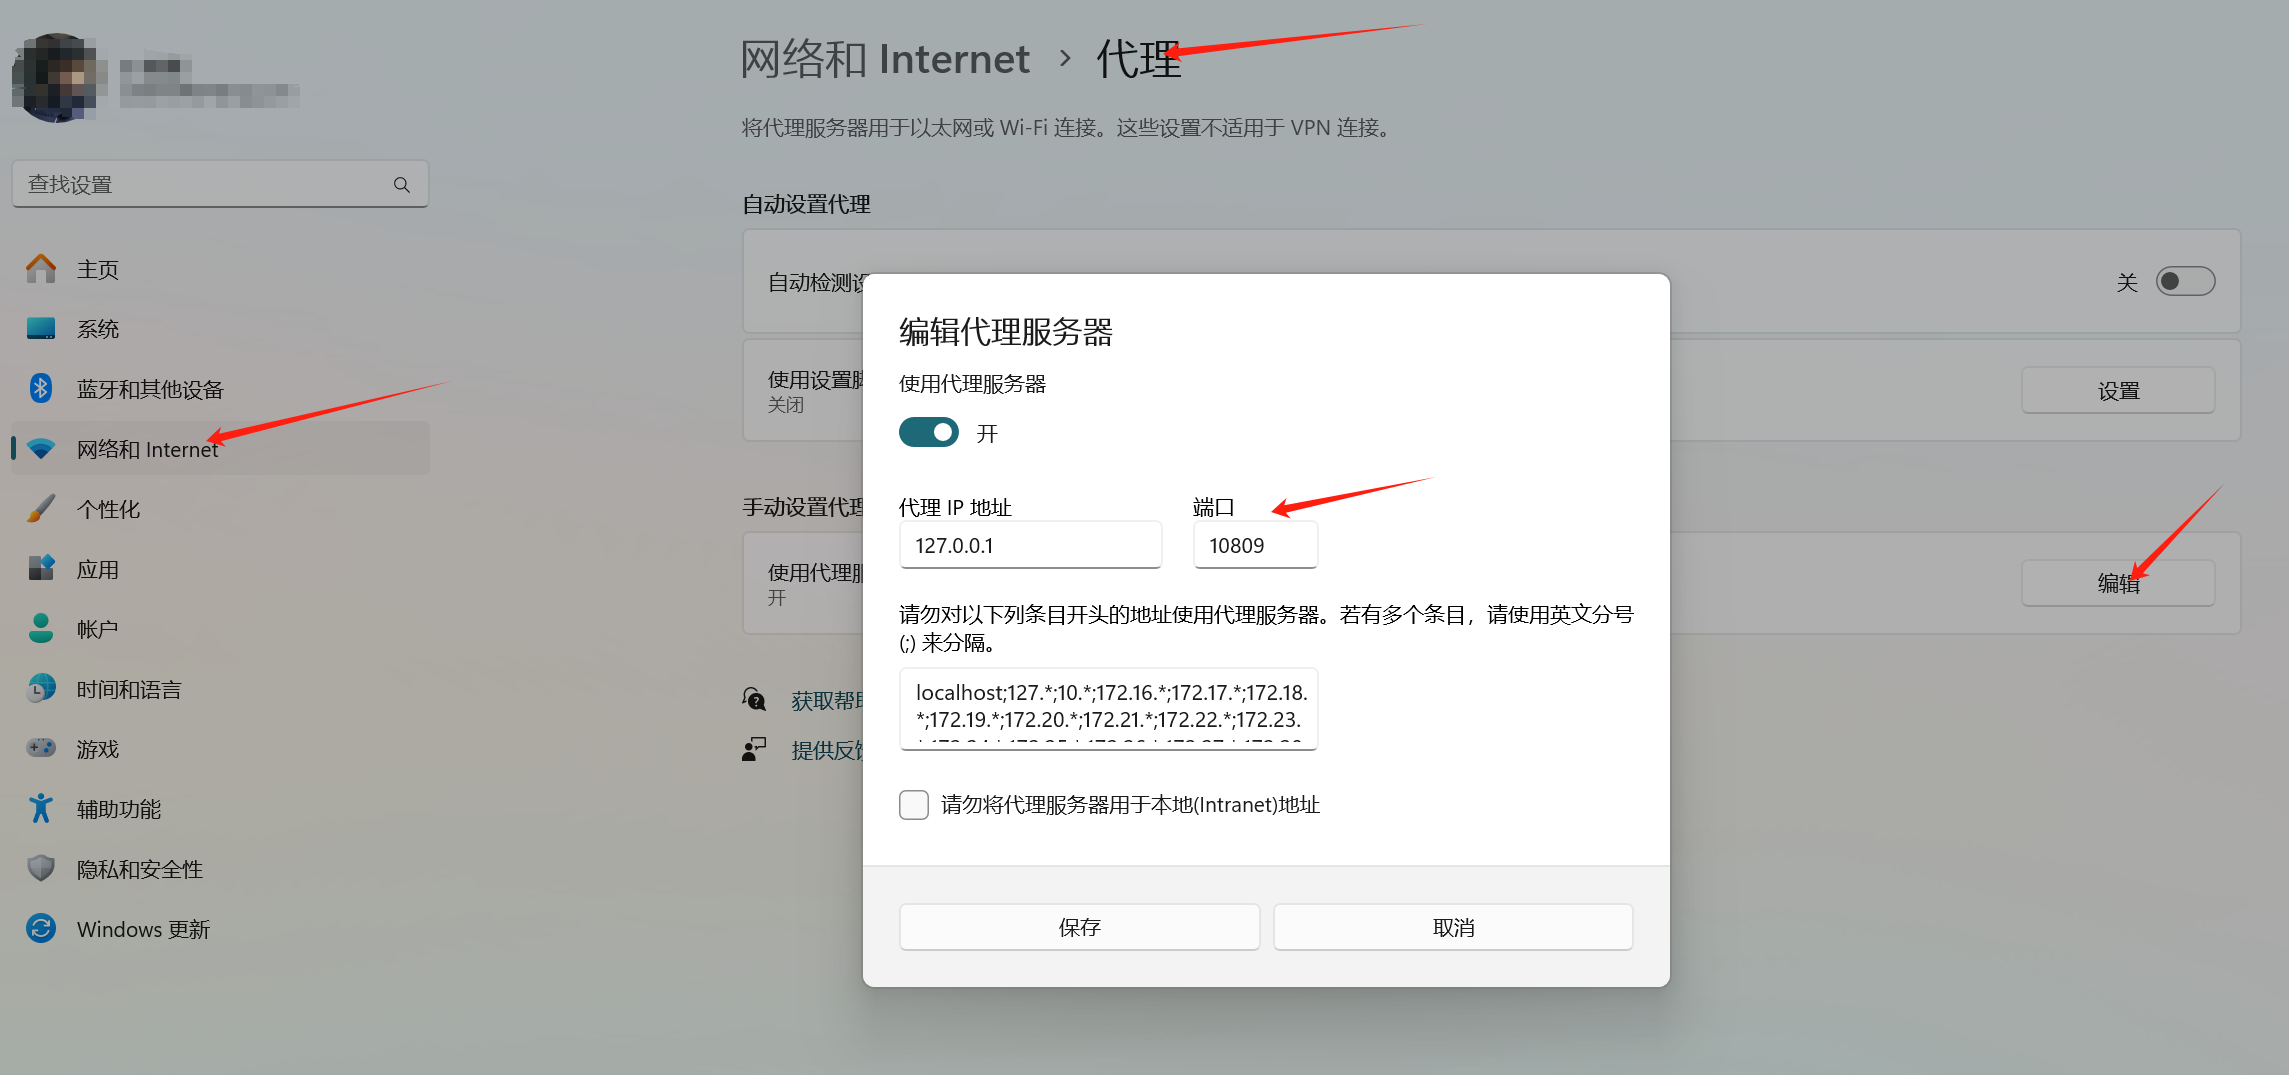 查找设置
主页
系统
蓝牙和其他设备
网络和 Internet
个性化
应用
帐户
时间和语言
游戏
辅助功能
隐私和安全性
Windows 更新
网络和 Internet › 代理
将代理服务器用于以太网或 Wi-Fi 连接。这些设置不适用于 VPN 连接。
自动设置代理
自动检测设
关
使用设置脚
关闭
设置
手动设置代理
使用代理服
开
编辑
获取帮助
提供反馈
编辑代理服务器
使用代理服务器
开
代理 IP 地址
端口
127.0.0.1
10809
请勿对以下列条目开头的地址使用代理服务器。若有多个条目，请使用英文分号
(;) 来分隔。
localhost;127.*;10.*;172.16.*;172.17.*;172.18.
*;172.19.*;172.20.*;172.21.*;172.22.*;172.23.
请勿将代理服务器用于本地(Intranet)地址
保存
取消